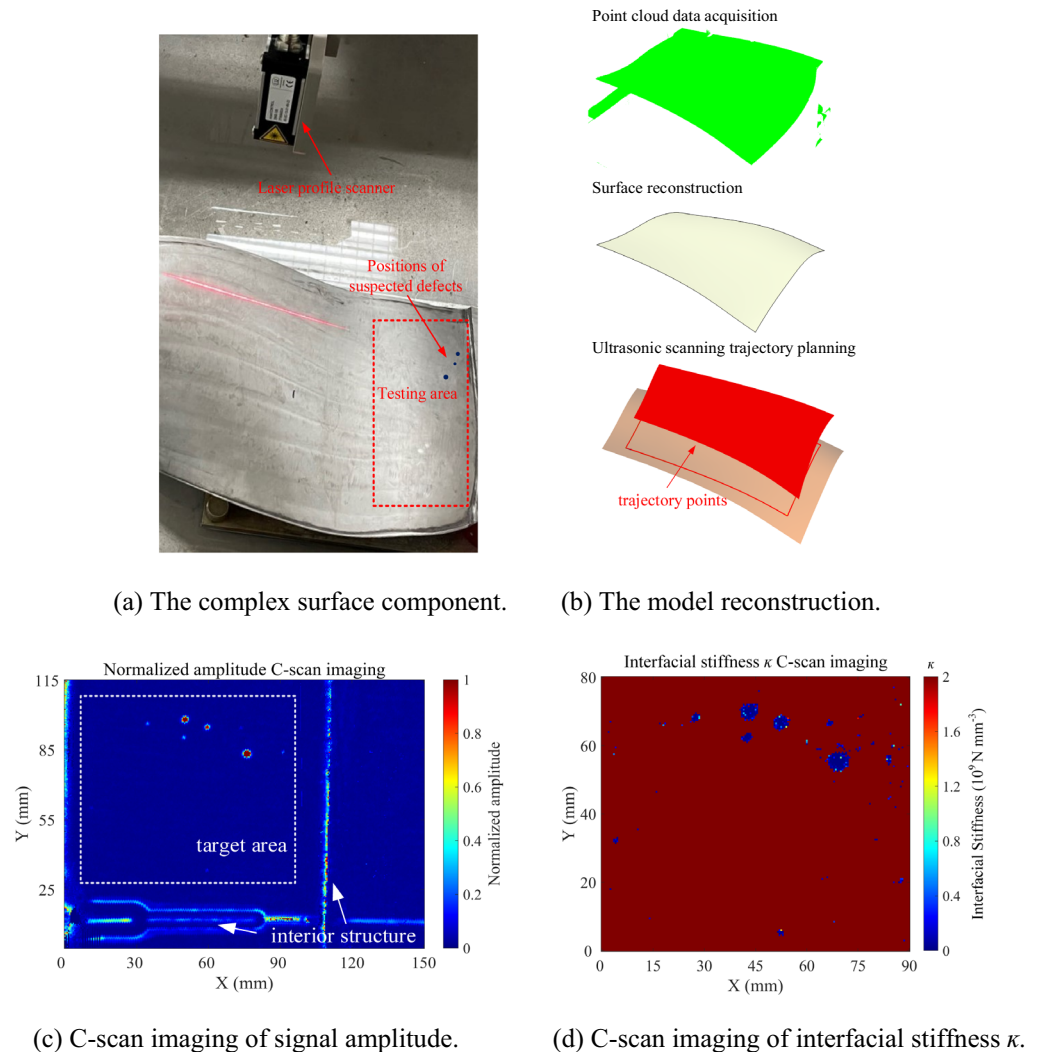 Point cloud data acquisition
Laser profile scanner
Surface reconstruction
Positions of
suspected defects
Testing area
Ultrasonic scanning trajectory planning
trajectory points
(a) The complex surface component.
(b) The model reconstruction.
Normalized amplitude C-scan imaging
115
85
55
25
Y (mm)
0
30
60
90
120
150
X (mm)
target area
interior structure
1
0.8
0.6
0.4
0.2
0
Normalized amplitude
Interfacial stiffness κ C-scan imaging
κ
80
60
40
20
0
Y (mm)
0
15
30
45
60
75
90
X (mm)
2
1.6
1.2
0.8
0.4
0
Interfacial Stiffness (10⁹ N mm⁻³)
(c) C-scan imaging of signal amplitude.
(d) C-scan imaging of interfacial stiffness κ.